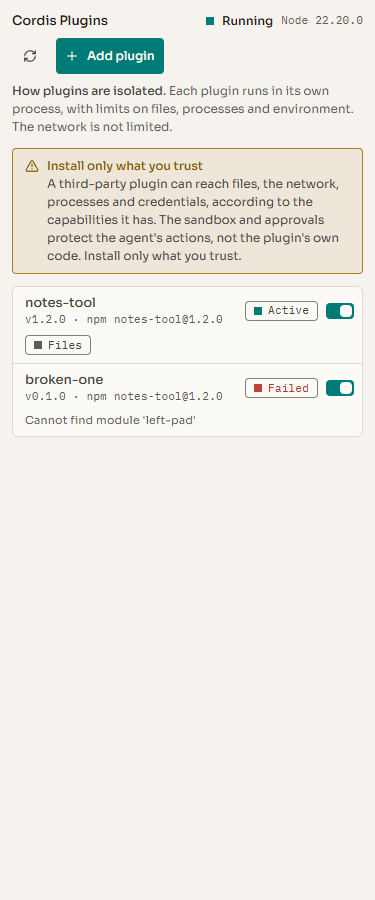 Cordis Plugins
Running Node 22.20.0
Add plugin
How plugins are isolated. Each plugin runs in its own
process, with limits on files, processes and environment.
The network is not limited.
Install only what you trust
A third-party plugin can reach files, the network,
processes and credentials, according to the
capabilities it has. The sandbox and approvals
protect the agent's actions, not the plugin's own
code. Install only what you trust.
notes-tool
v1.2.0 · npm notes-tool@1.2.0
Active
Files
broken-one
v0.1.0 · npm notes-tool@1.2.0
Failed
Cannot find module 'left-pad'